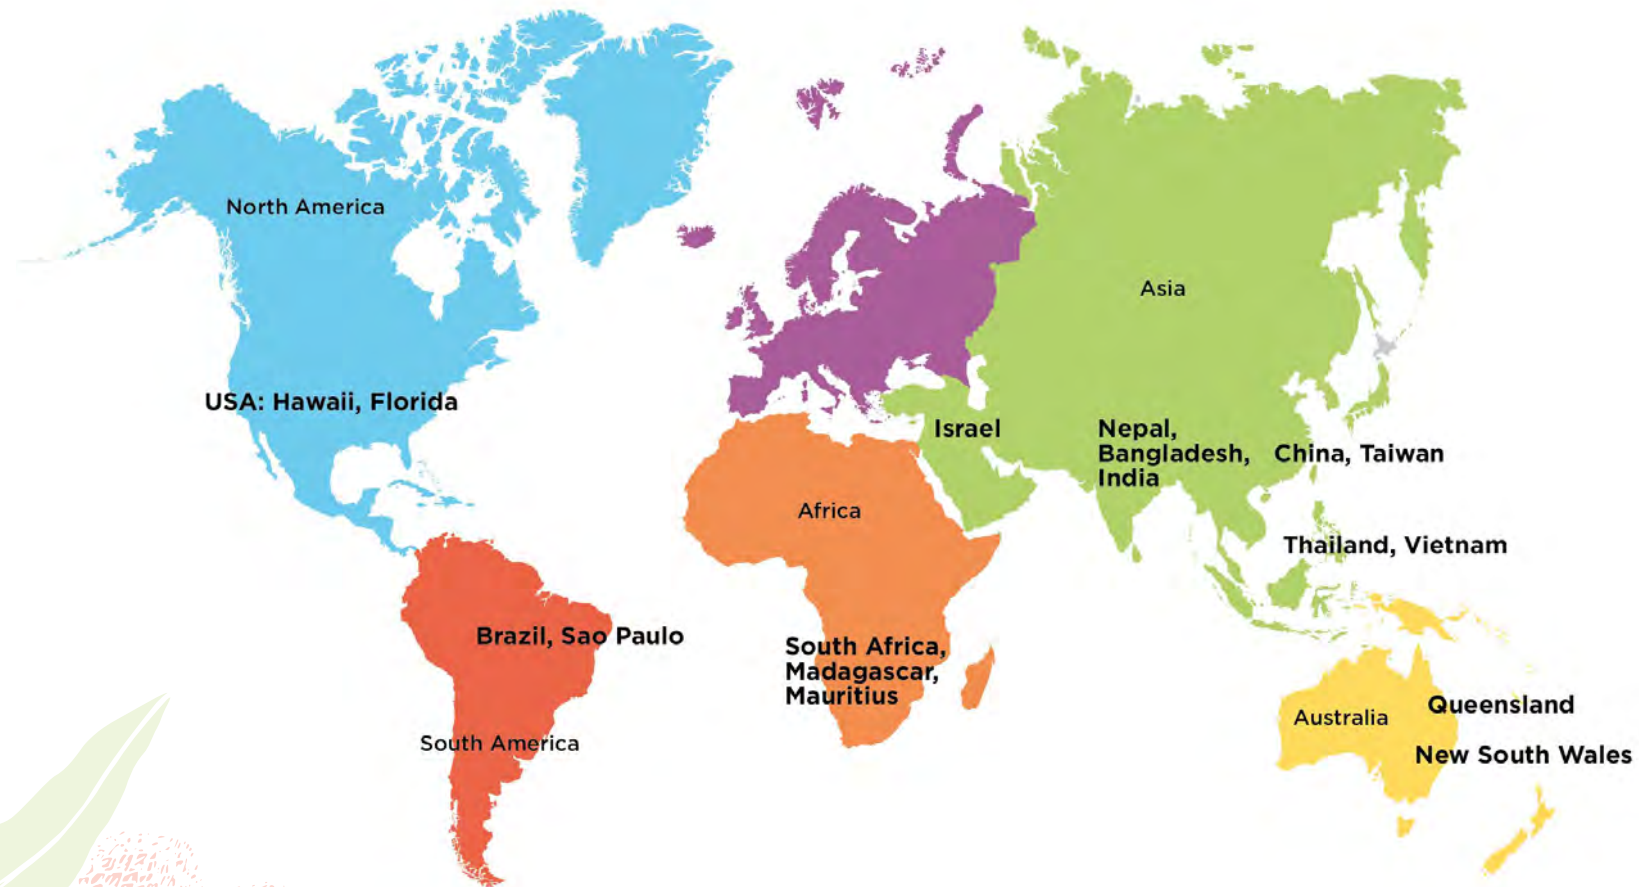 North America
Asia
USA: Hawaii, Florida
Israel
Nepal,
Bangladesh,
India
China, Taiwan
Africa
Thailand, Vietnam
Brazil, Sao Paulo
South Africa,
Madagascar,
Mauritius
Queensland
Australia
South America
New South Wales